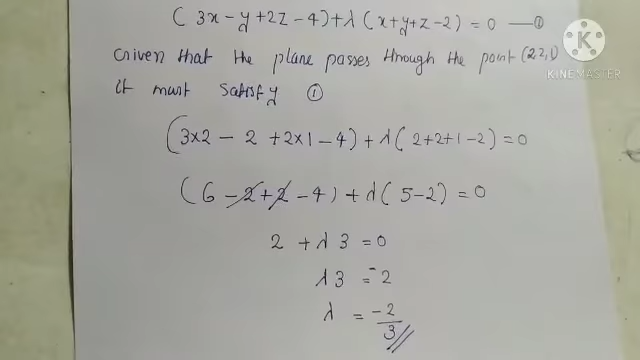 (3x-y+2z-4)+λ(x+y+z-2)=0 —①
Given that the plane passes through the point (2,2,1)
it must satisfy ①
(3×2-2+2×1-4)+λ(2+2+1-2)=0
(6-2+2-4)+λ(5-2)=0
2+λ3=0
λ3=-2
λ=-2/3//
K
KINEMASTER